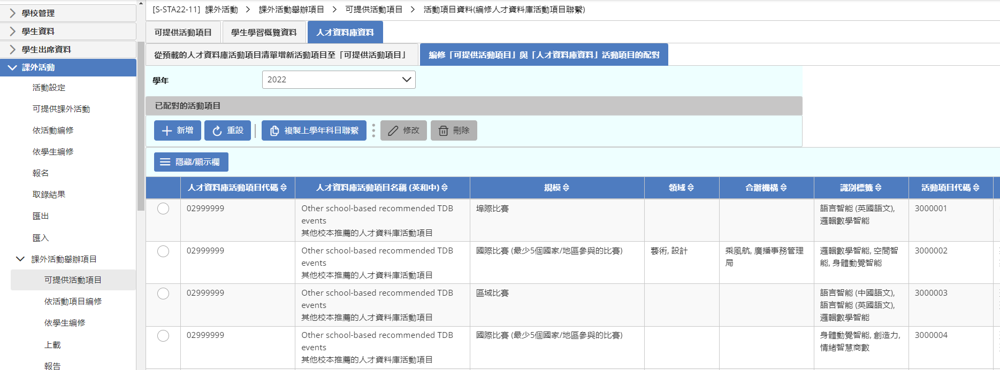 學校管理
學生資料
學生出席資料
課外活動
活動設定
可提供課外活動
依活動編修
依學生編修
報名
取錄結果
匯出
匯入
課外活動舉辦項目
可提供活動項目
依活動項目編修
依學生編修
上載
報告
[S-STA22-11] 課外活動 > 課外活動舉辦項目 > 可提供活動項目 > 活動項目資料(編修人才資料庫活動項目聯繫)
可提供活動項目 學生學習概覽資料 人才資料庫資料
從預載的人才資料庫活動項目清單增新活動項目至「可提供活動項目」 編修「可提供活動項目」與「人才資料庫資料」活動項目的配對
學年 2022
已配對的活動項目
新增 重設 複製上學年科目聯繫 修改 刪除
隱藏/顯示欄
人才資料庫活動項目代碼 人才資料庫活動項目名稱 (英和中) 規模 領域 合辦機構 識別標籤 活動項目代碼
02999999 Other school-based recommended TDB 埠際比賽 語言智能 (英國語文), 3000001
events 邏輯數學智能
其他校本推薦的人才資料庫活動項目
02999999 Other school-based recommended TDB 國際比賽 (最少5個國家/地區參與的比賽) 藝術, 設計 乘風航, 廣播事務管理 邏輯數學智能, 空間智 3000002
events 局 能, 身體動覺智能
其他校本推薦的人才資料庫活動項目
02999999 Other school-based recommended TDB 區域比賽 語言智能 (中國語文), 3000003
events 語言智能 (英國語文),
其他校本推薦的人才資料庫活動項目 邏輯數學智能
02999999 Other school-based recommended TDB 國際比賽 (最少5個國家/地區參與的比賽) 身體動覺智能, 創造力, 3000004
events 情緒智慧商數
其他校本推薦的人才資料庫活動項目